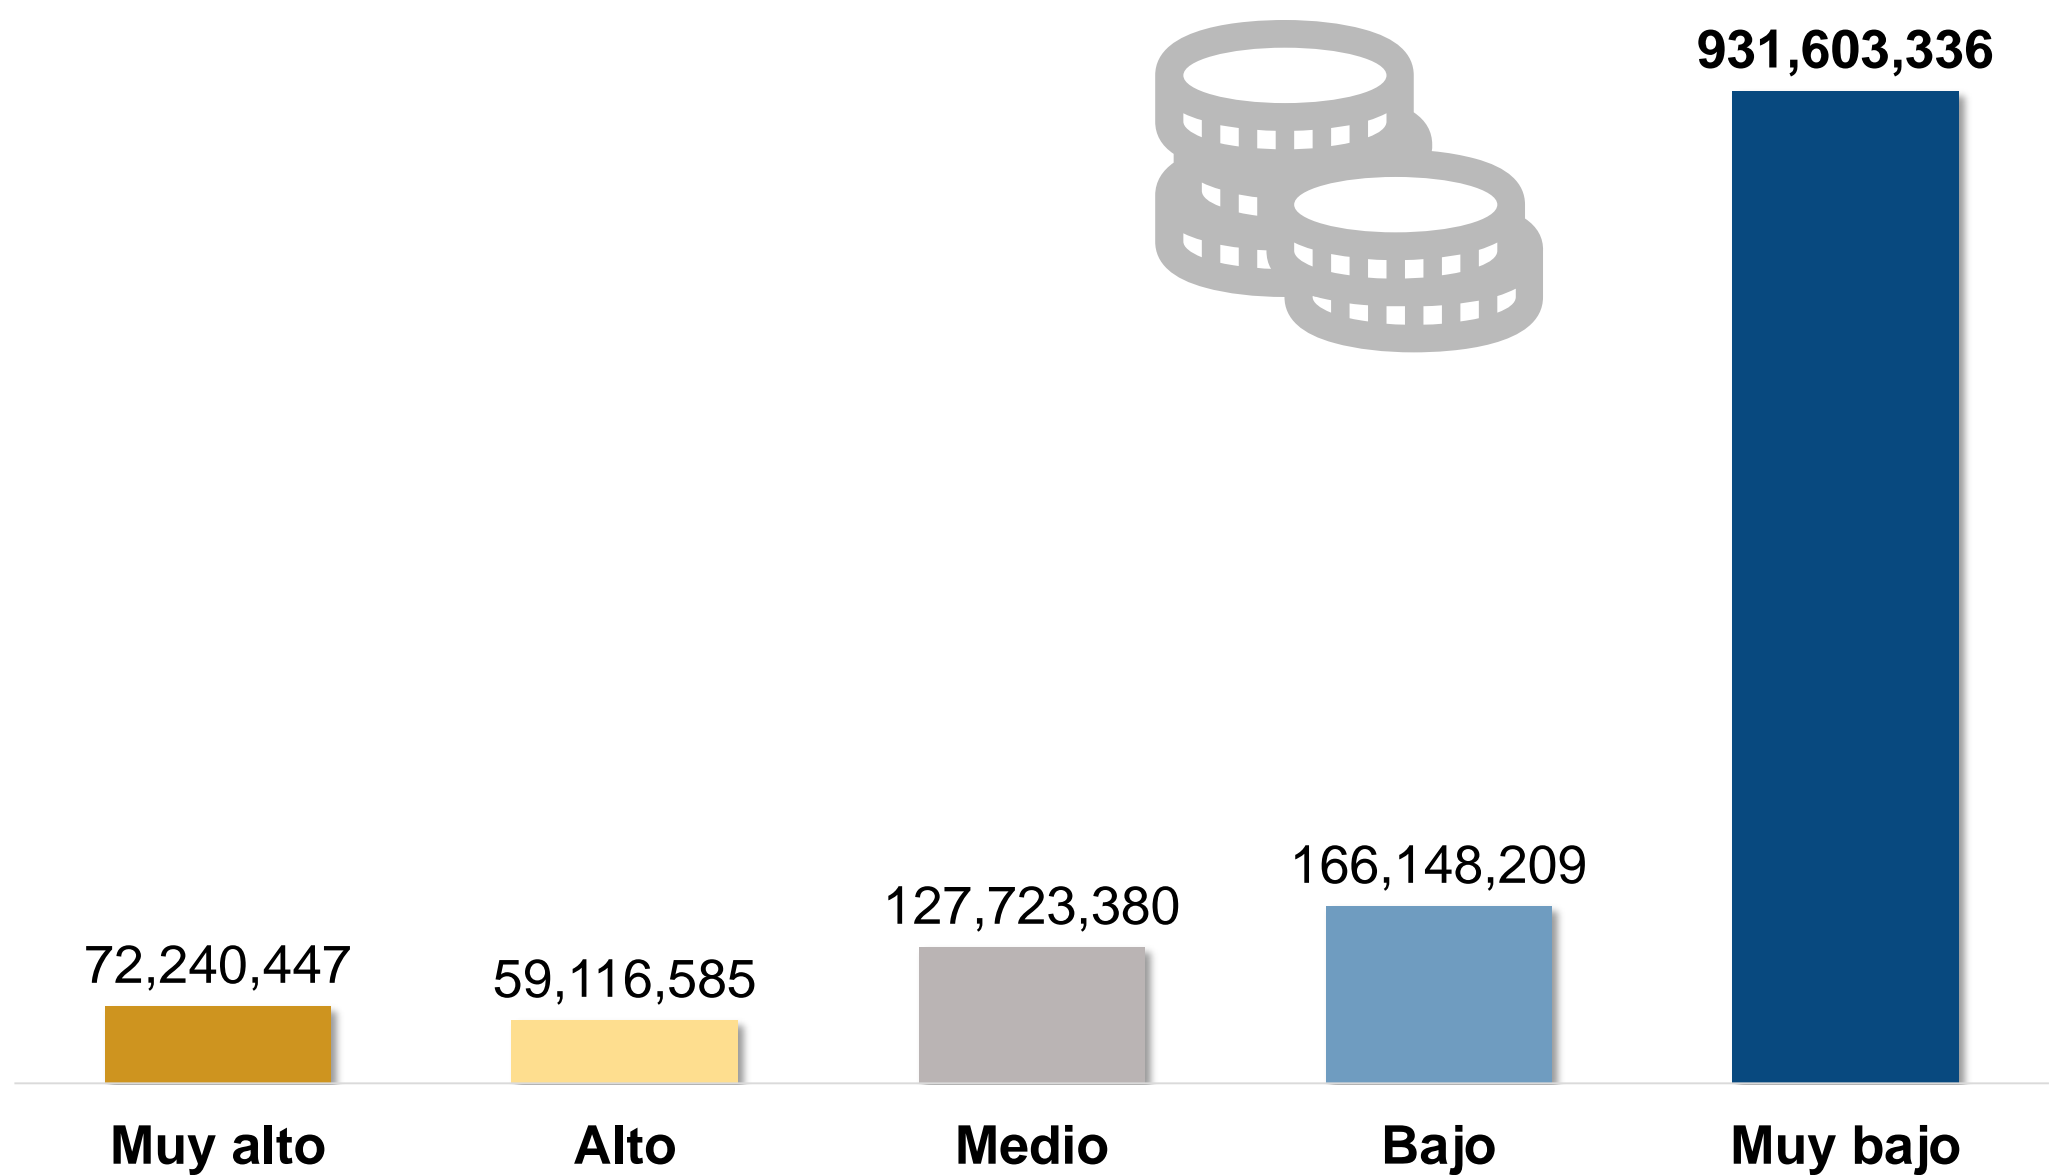 931,603,336
166,148,209
127,723,380
72,240,447
59,116,585
Muy alto
Alto
Medio
Bajo
Muy bajo